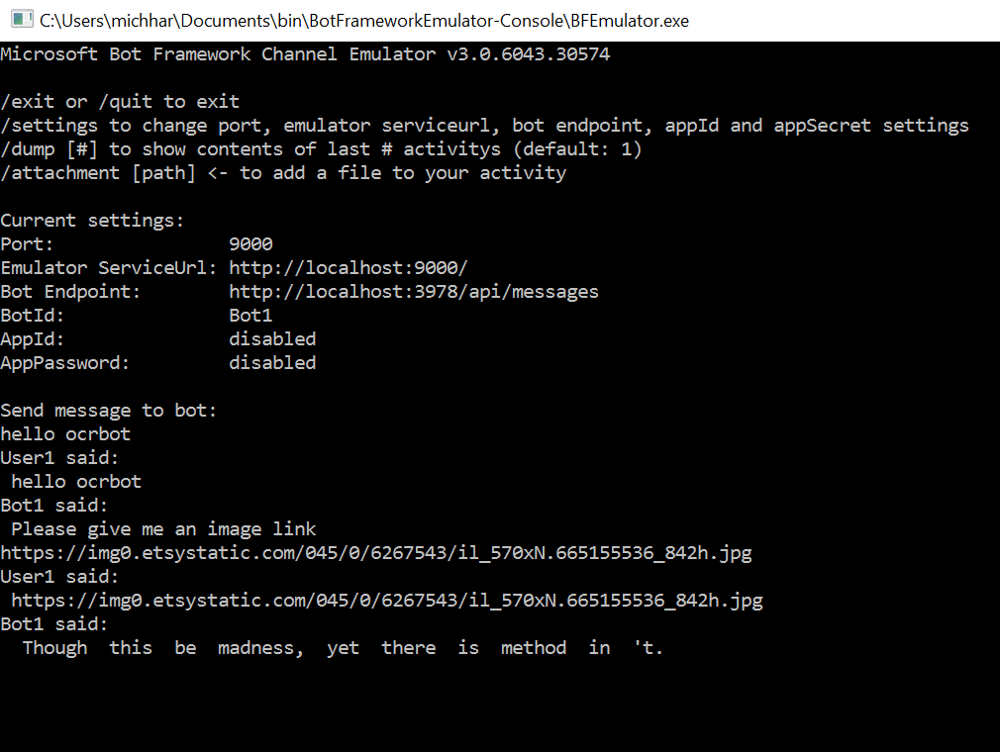 C:\Users\michhar\Documents\bin\BotFrameworkEmulator-Console\BFEmulator.exe
Microsoft Bot Framework Channel Emulator v3.0.6043.30574
/exit or /quit to exit
/settings to change port, emulator serviceurl, bot endpoint, appId and appSecret settings
/dump [#] to show contents of last # activitys (default: 1)
/attachment [path] <- to add a file to your activity
Current settings:
Port: 9000
Emulator ServiceUrl: http://localhost:9000/
Bot Endpoint: http://localhost:3978/api/messages
BotId: Bot1
AppId: disabled
AppPassword: disabled
Send message to bot:
hello ocrbot
User1 said:
hello ocrbot
Bot1 said:
Please give me an image link
https://img0.etsystatic.com/045/0/6267543/il_570xN.665155536_842h.jpg
User1 said:
https://img0.etsystatic.com/045/0/6267543/il_570xN.665155536_842h.jpg
Bot1 said:
Though this be madness, yet there is method in 't.